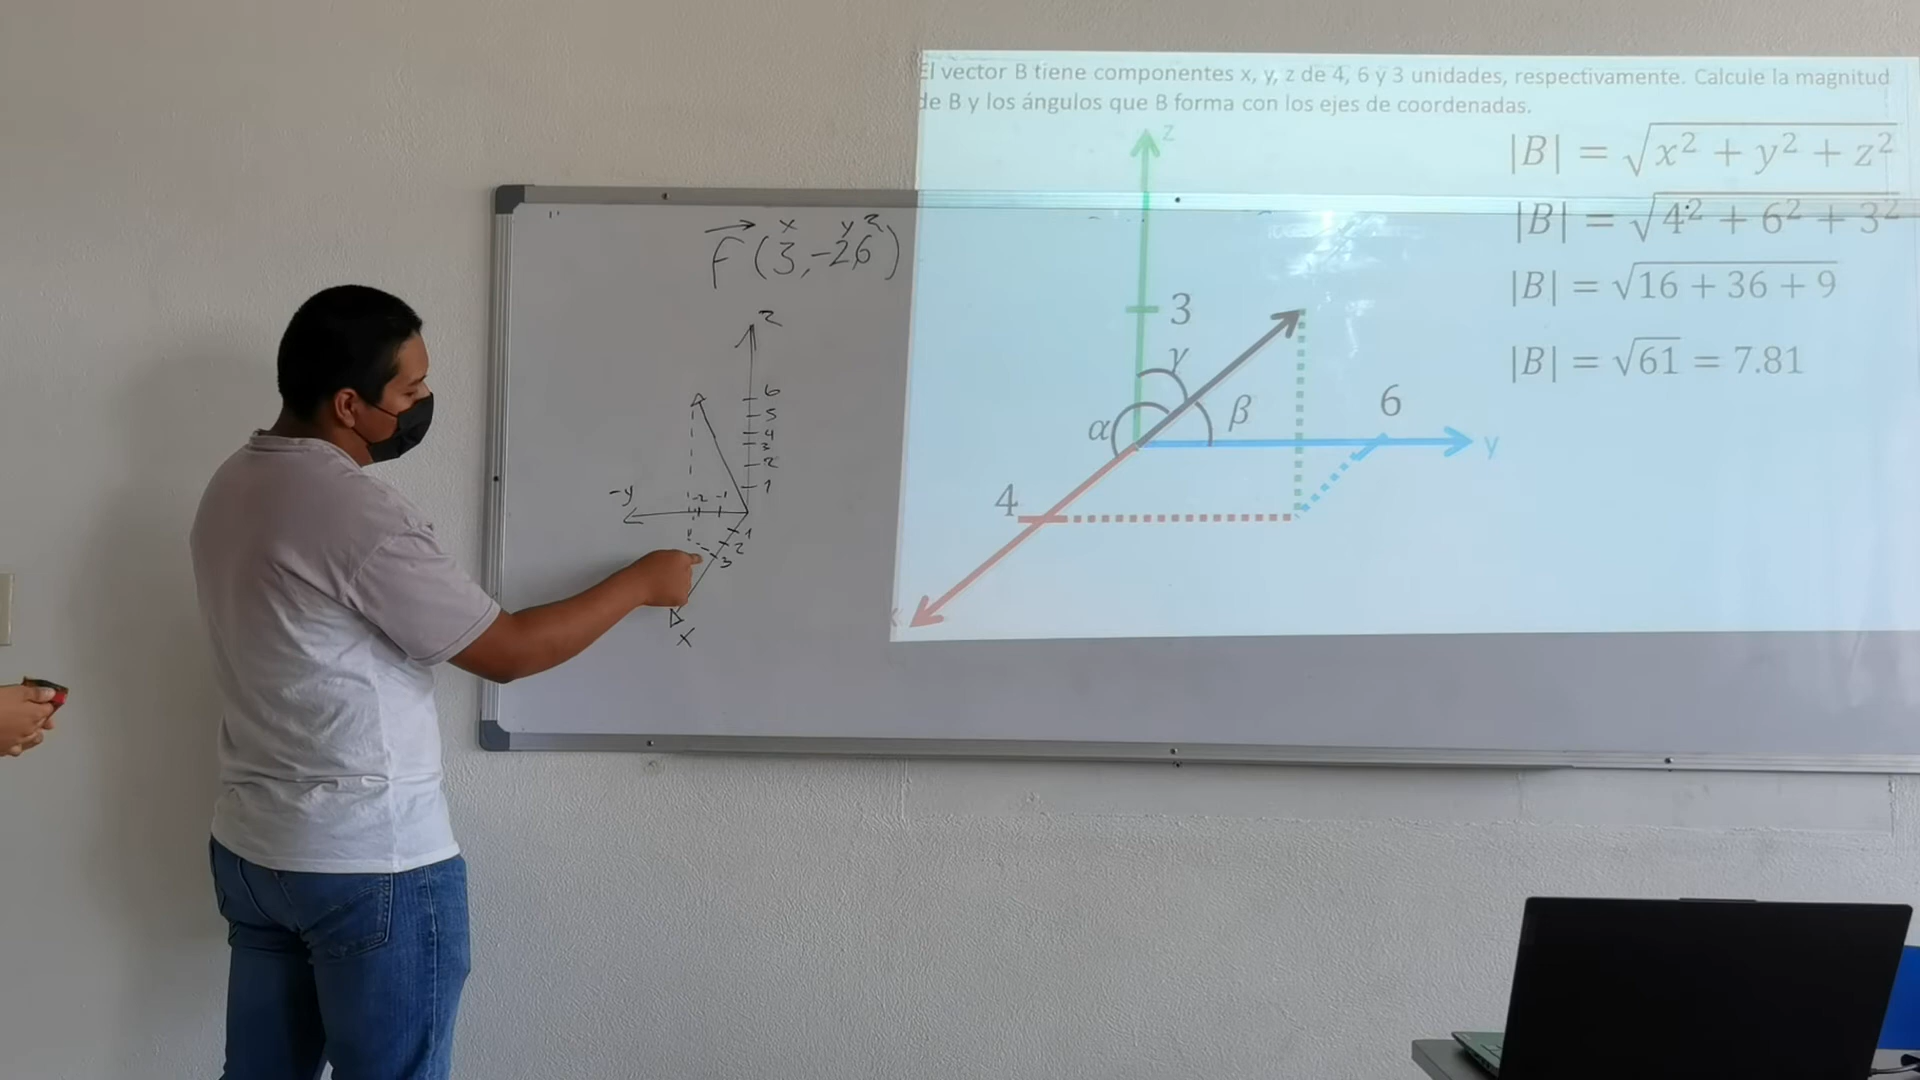 El vector B tiene componentes x, y, z de 4, 6 y 3 unidades, respectivamente. Calcule la magnitud
de B y los ángulos que B forma con los ejes de coordenadas.
|B| = √x² + y² + z²
|B| = √4² + 6² + 3²
|B| = √16 + 36 + 9
|B| = √61 = 7.81
z
3
γ
β
α
6
y
4
x
x y z
F (3,-26)
z
6
5
4
3
2
1
-y
-2 -1
1
2
3
x